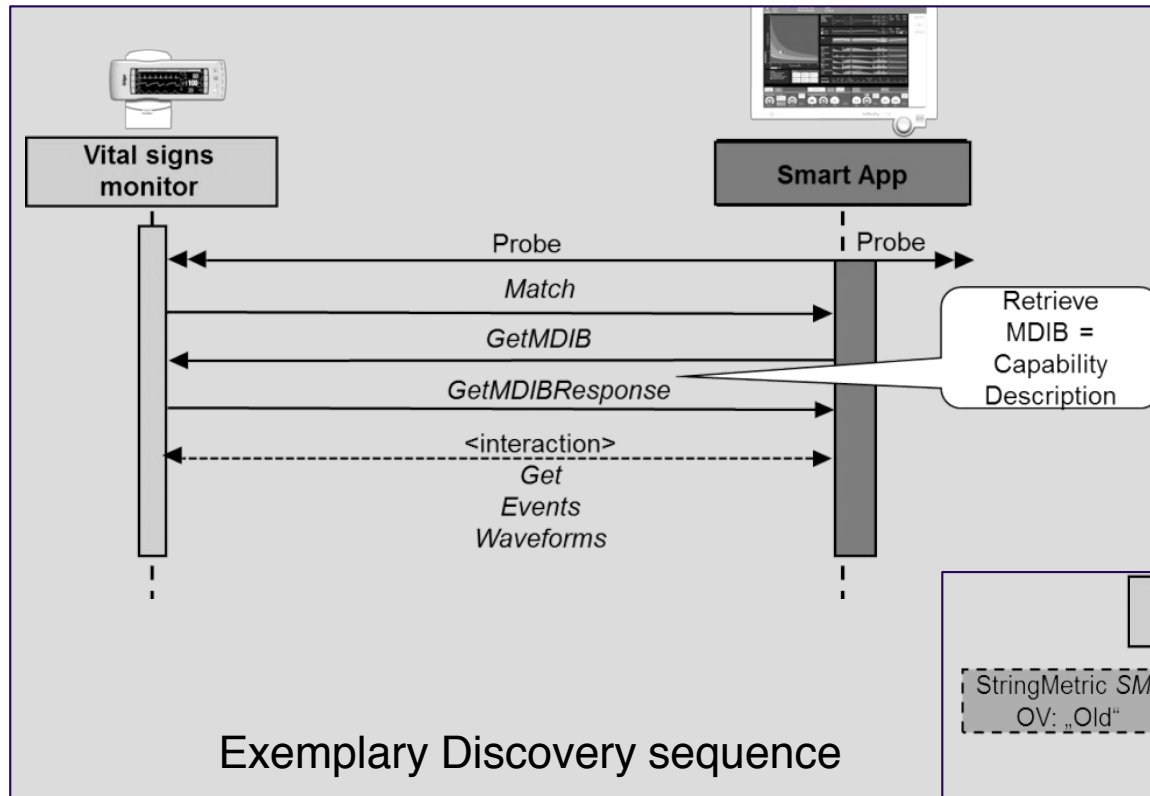 Vital signs
monitor
Smart App
Probe
Probe
Match
GetMDIB
GetMDIBResponse
Retrieve
MDIB =
Capability
Description
<interaction>
Get
Events
Waveforms
StringMetric SM
OV: „Old“
Exemplary Discovery sequence